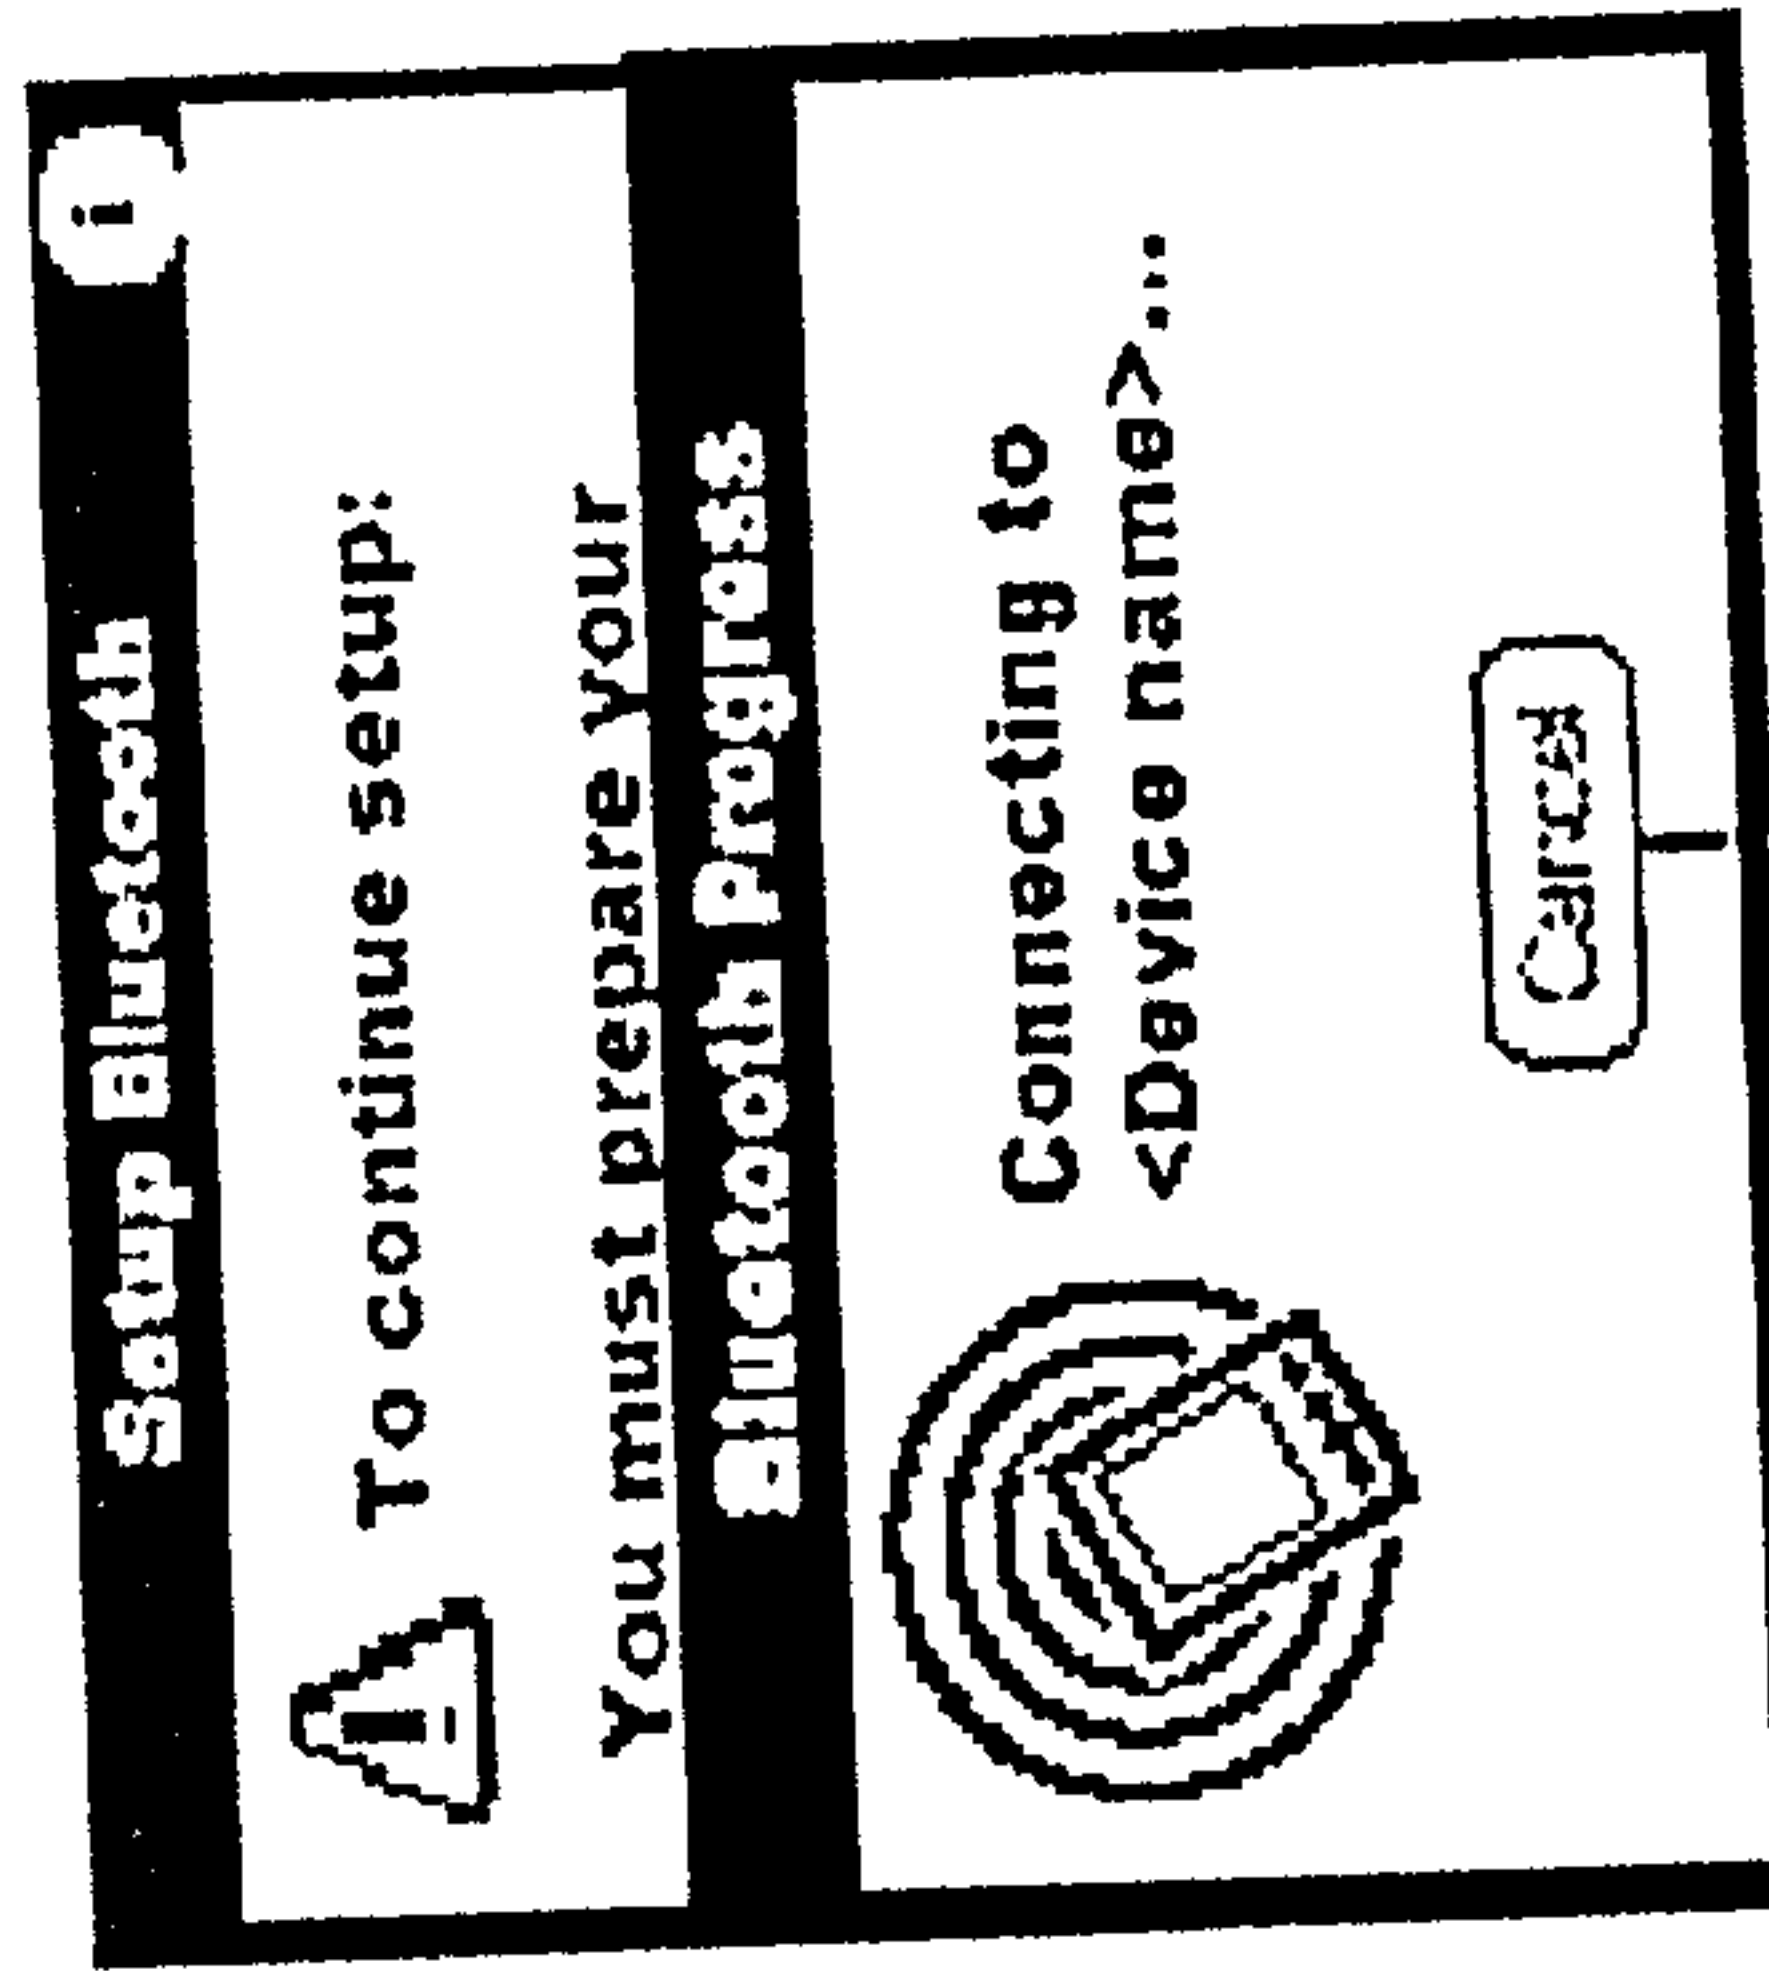 Setup Bluetooth i
To continue setup:
You must prepare your
Bluetooth Progress
Connecting to
<Device name>...
Cancel